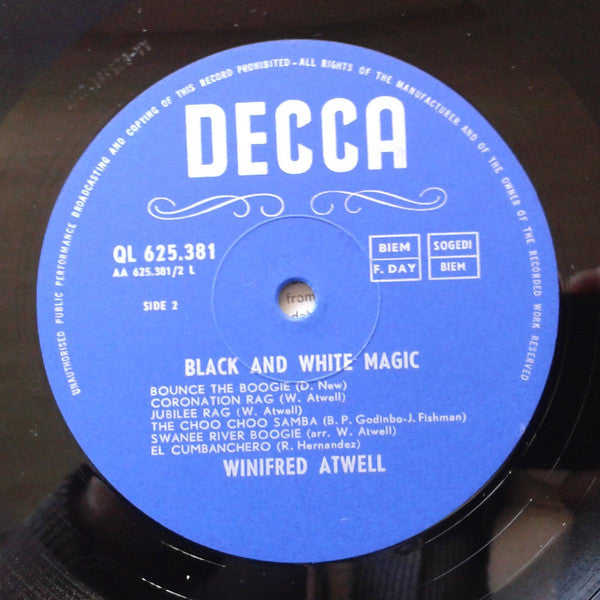 UNAUTHORISED PUBLIC PERFORMANCE BROADCASTING AND COPYING OF THIS RECORD PROHIBITED–ALL RIGHTS OF THE MANUFACTURER AND OF THE OWNER OF THE RECORDED WORK RESERVED
DECCA
QL 625.381
AA 625.381/2 L
BIEM
F. DAY
SOGEDI
BIEM
SIDE 2
from
BLACK AND WHITE MAGIC
BOUNCE THE BOOGIE (D. New)
CORONATION RAG (W. Atwell)
JUBILEE RAG (W. Atwell)
THE CHOO CHOO SAMBA (B. P. Godinbo-J. Fishman)
SWANEE RIVER BOOGIE (arr. W. Atwell)
EL CUMBANCHERO (R. Hernandez)
WINIFRED ATWELL